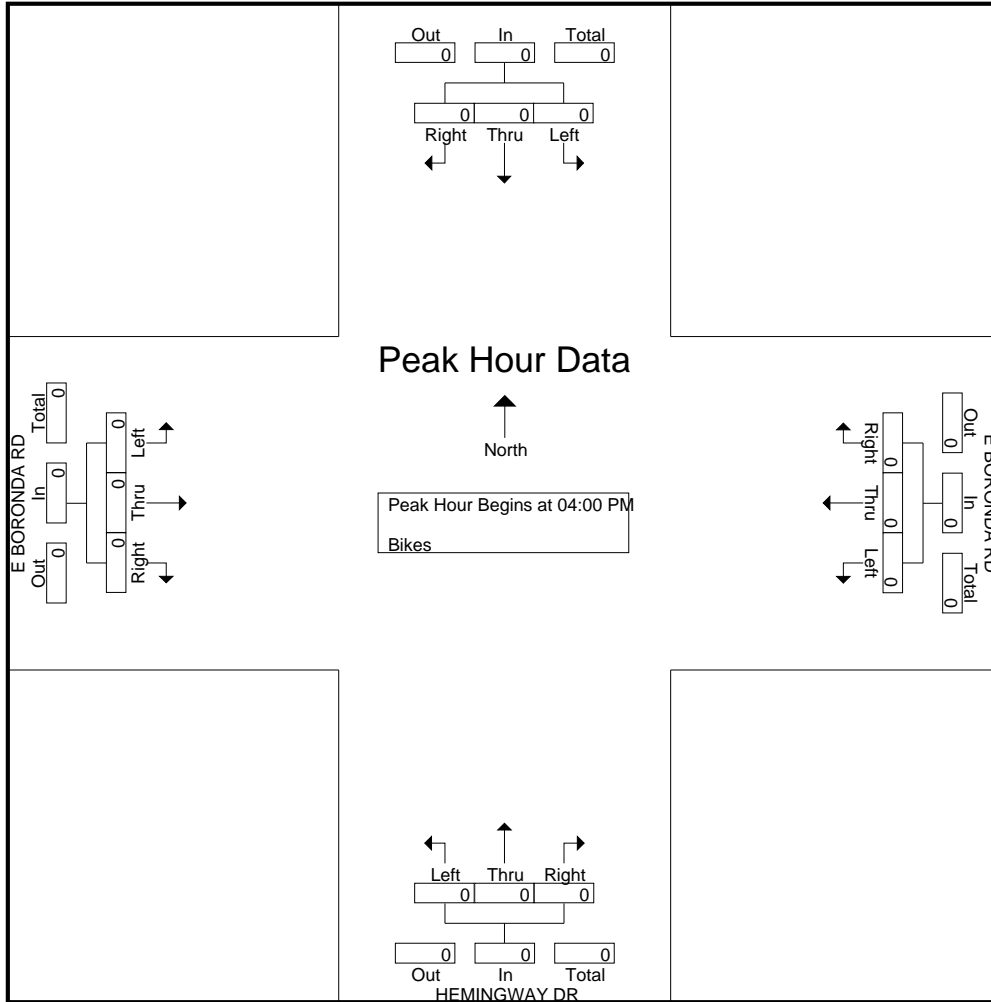 Out In Total
0 0 0
0 0 0
Right Thru Left
Peak Hour Data
North
Peak Hour Begins at 04:00 PM
Bikes
E BORONDA RD
Out In Total
0 0 0
0 0 0
Right Thru Left
E BORONDA RD
Total In Out
0 0 0
0 0 0
Left Thru Right
Left Thru Right
0 0 0
0 0 0
Out In Total
HEMINGWAY DR